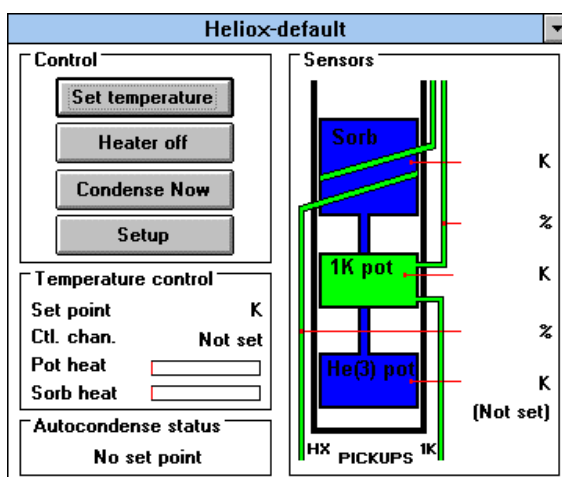 Heliox-default
Control
Set temperature
Heater off
Condense Now
Setup
Temperature control
Set point K
Ctl. chan. Not set
Pot heat
Sorb heat
Autocondense status
No set point
Sensors
Sorb
K
%
1K pot
K
%
He(3) pot
K
(Not set)
HX PICKUPS 1K